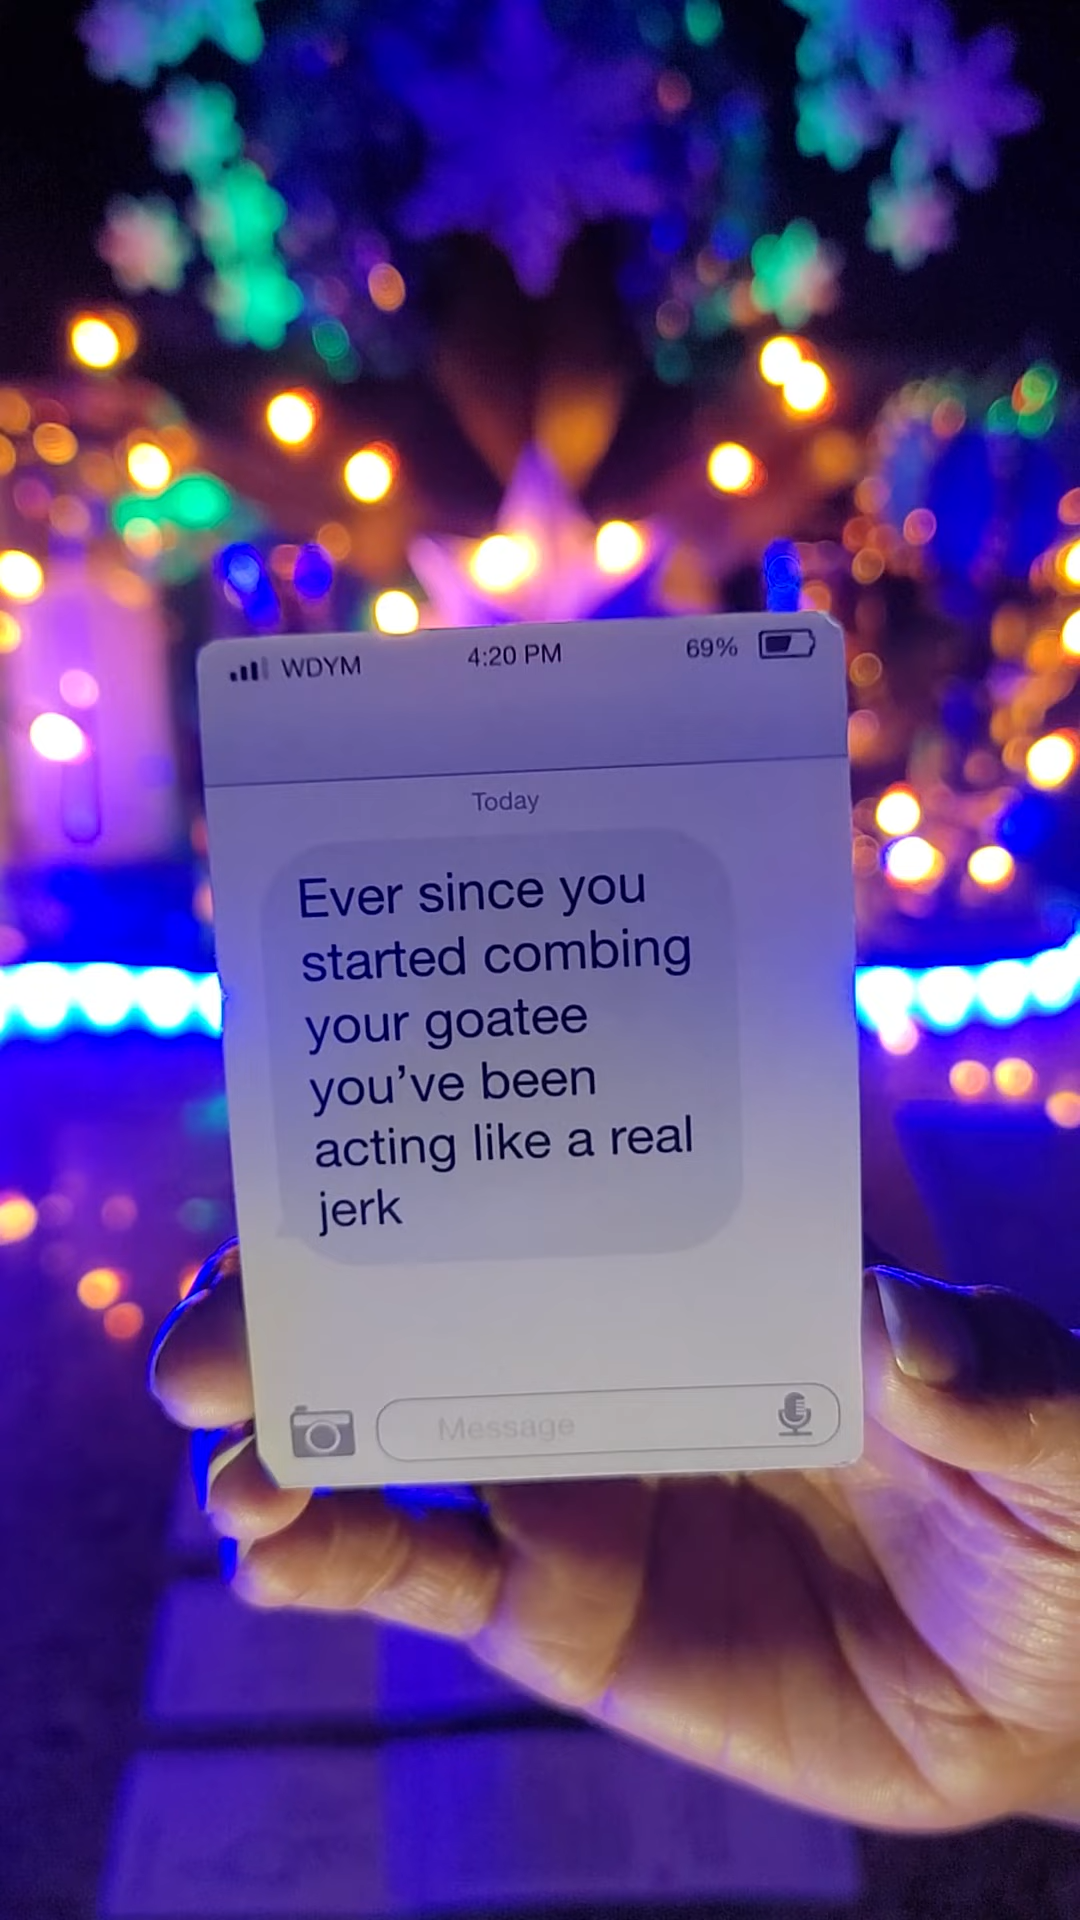 WDYM 4:20 PM 69%
Today
Ever since you
started combing
your goatee
you’ve been
acting like a real
jerk
Message